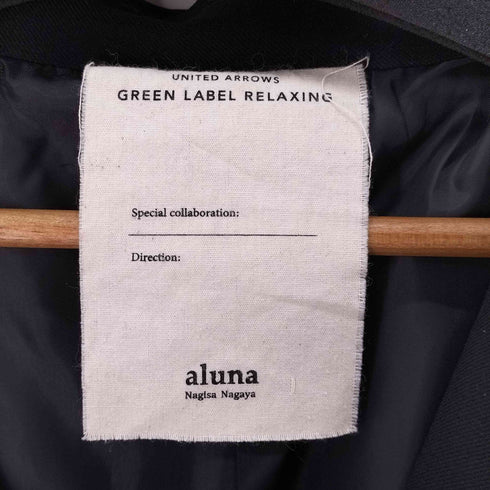 UNITED ARROWS
GREEN LABEL RELAXING
Special collaboration:
Direction:
aluna
Nagisa Nagaya